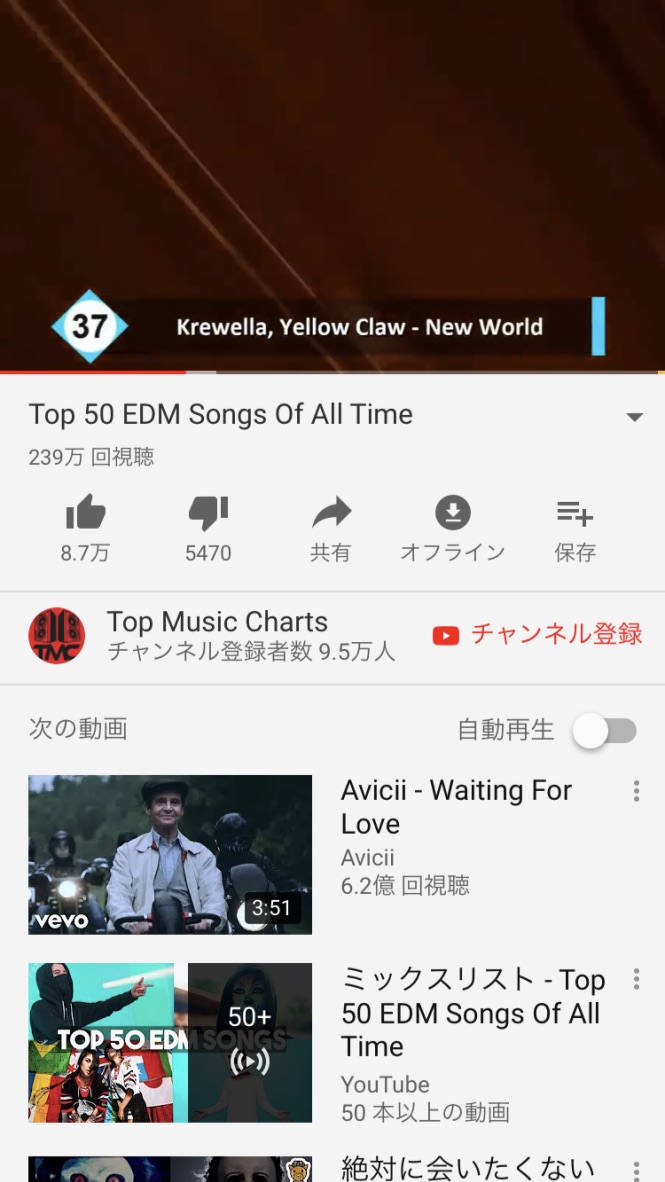 37
Krewella, Yellow Claw - New World
Top 50 EDM Songs Of All Time
239万 回視聴
8.7万
5470
共有
オフライン
保存
TMC
Top Music Charts
チャンネル登録者数 9.5万人
チャンネル登録
次の動画
自動再生
vevo
3:51
Avicii - Waiting For
Love
Avicii
6.2億 回視聴
TOP 50 EDM SONGS
50+
ミックスリスト - Top
50 EDM Songs Of All
Time
YouTube
50 本以上の動画
絶対に会いたくない